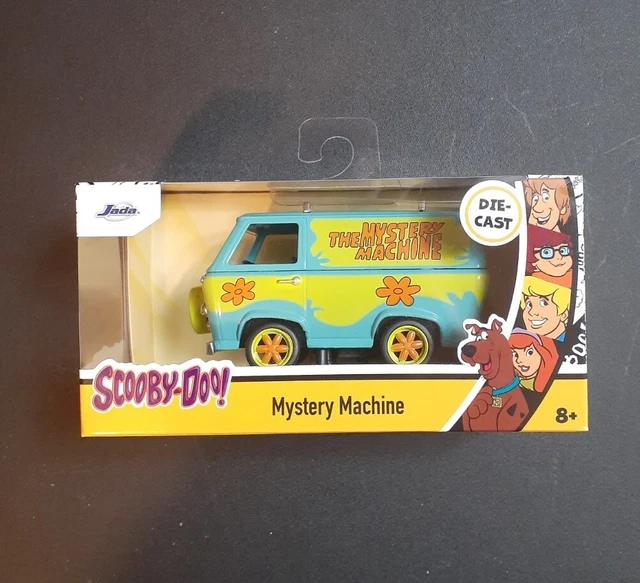 Jada
DIE-
CAST
THE MYSTERY
MACHINE
SCOOBY-DOO!
Mystery Machine
8+